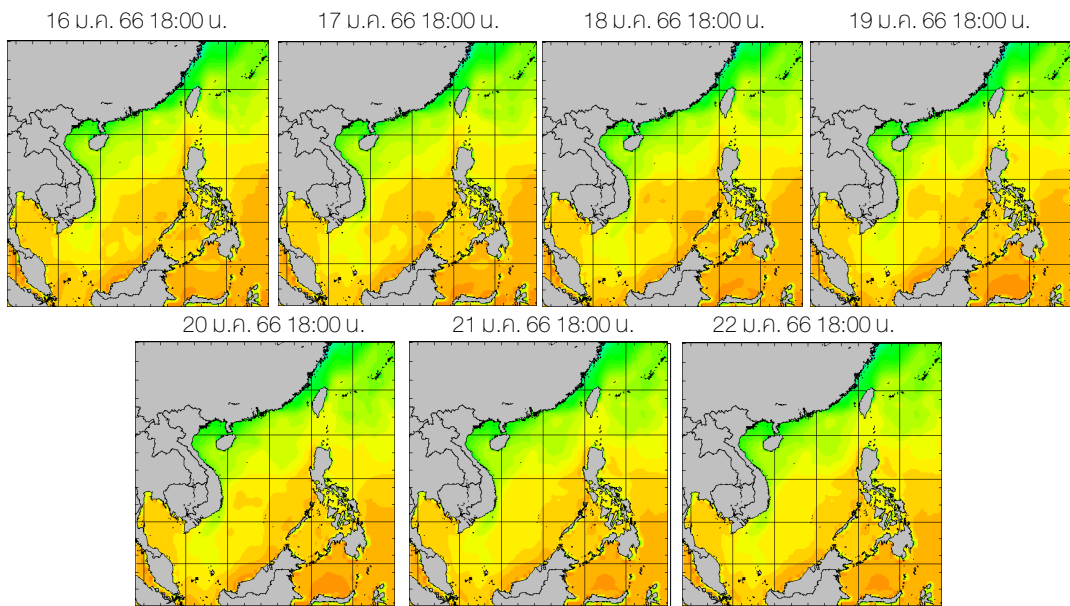 16 ม.ค. 66 18:00 น.
17 ม.ค. 66 18:00 น.
18 ม.ค. 66 18:00 น.
19 ม.ค. 66 18:00 น.
20 ม.ค. 66 18:00 น.
21 ม.ค. 66 18:00 น.
22 ม.ค. 66 18:00 น.